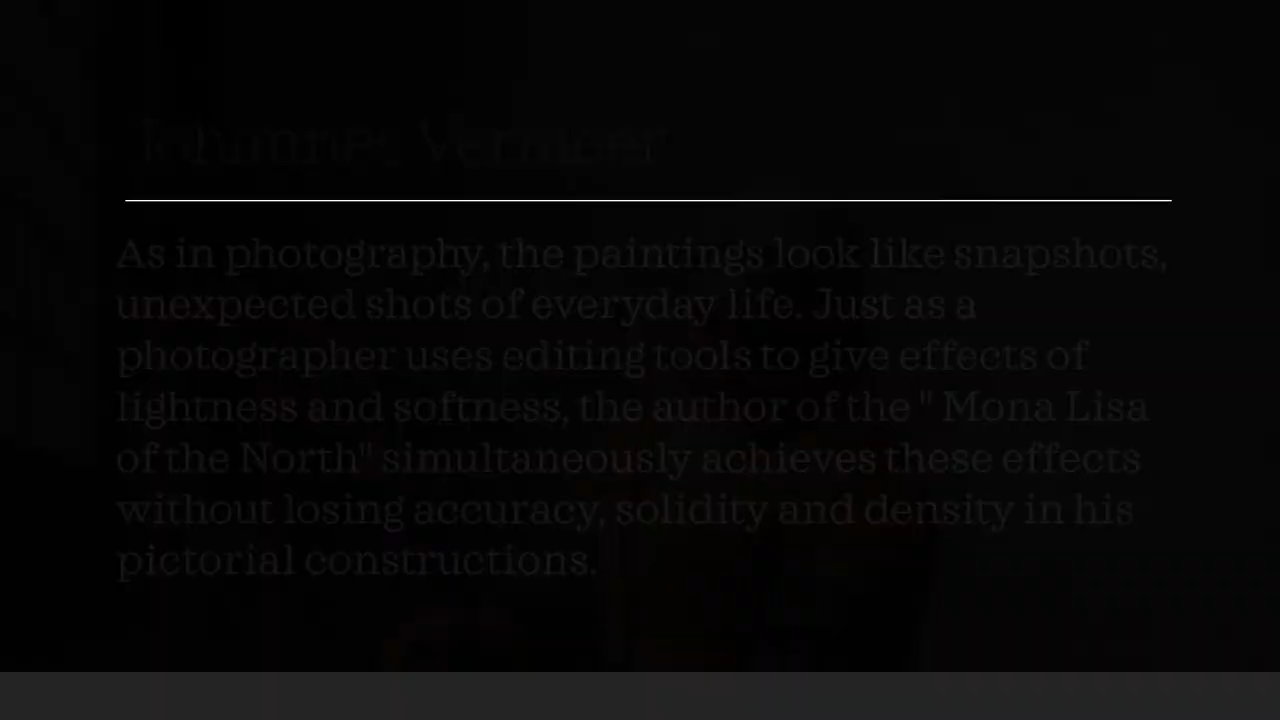 Johannes Vermeer
As in photography, the paintings look like snapshots,
unexpected shots of everyday life. Just as a
photographer uses editing tools to give effects of
lightness and softness, the author of the " Mona Lisa
of the North" simultaneously achieves these effects
without losing accuracy, solidity and density in his
pictorial constructions.